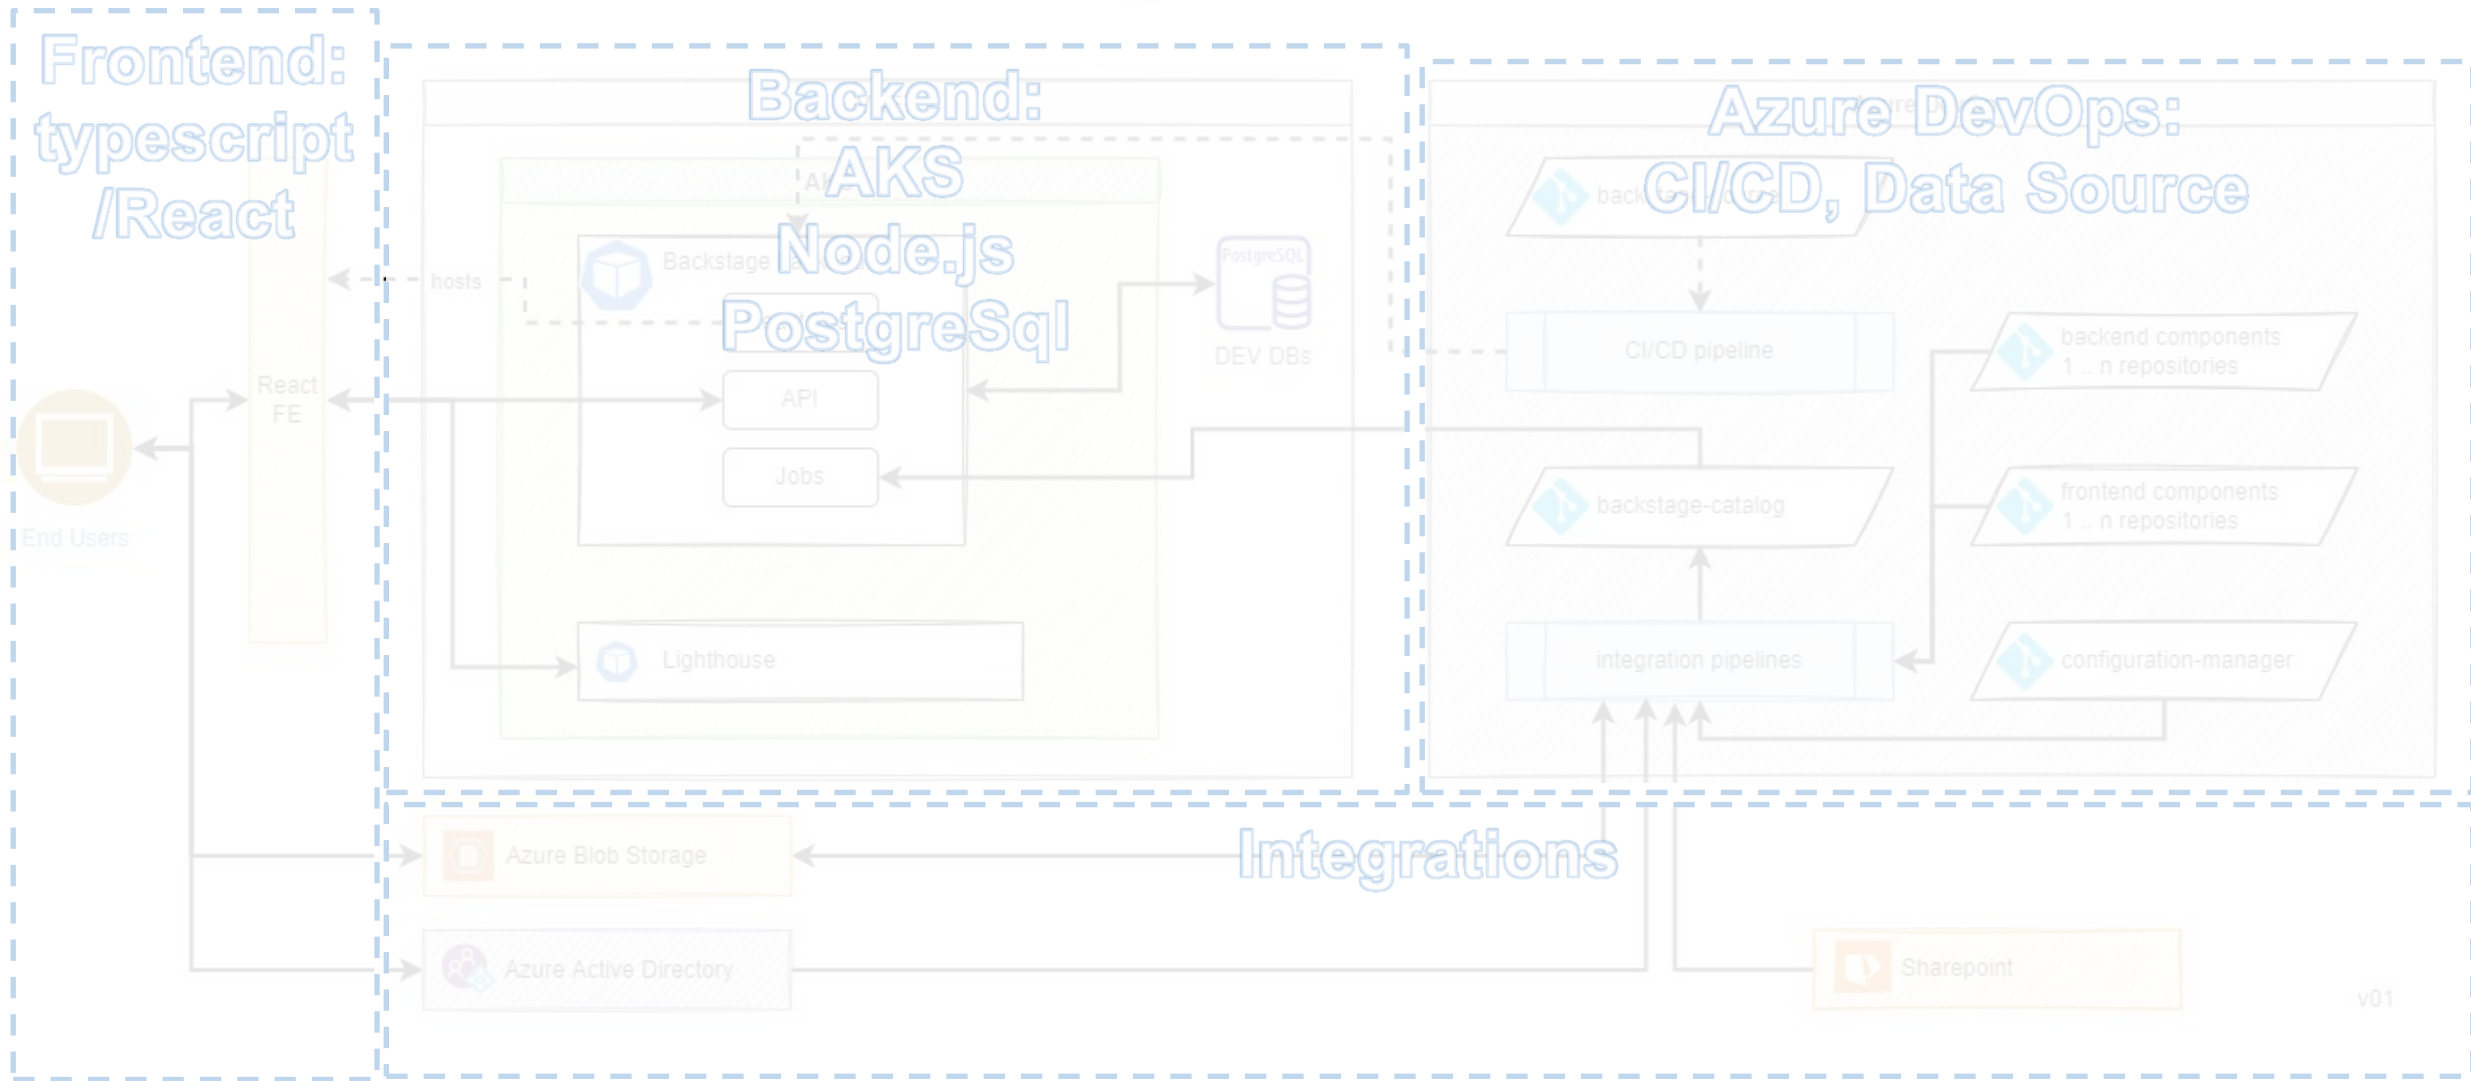 Frontend:
typescript
/React
Backend:
AKS
Node.js
PostgreSql
Azure DevOps:
CI/CD, Data Source
Backstage
hosts
PostgreSQL
DEV DBs
React
FE
API
Jobs
End Users
Lighthouse
CI/CD pipeline
backend components
1 .. n repositories
backstage-catalog
frontend components
1 .. n repositories
integration pipelines
configuration-manager
Integrations
Azure Blob Storage
Azure Active Directory
Sharepoint
v01